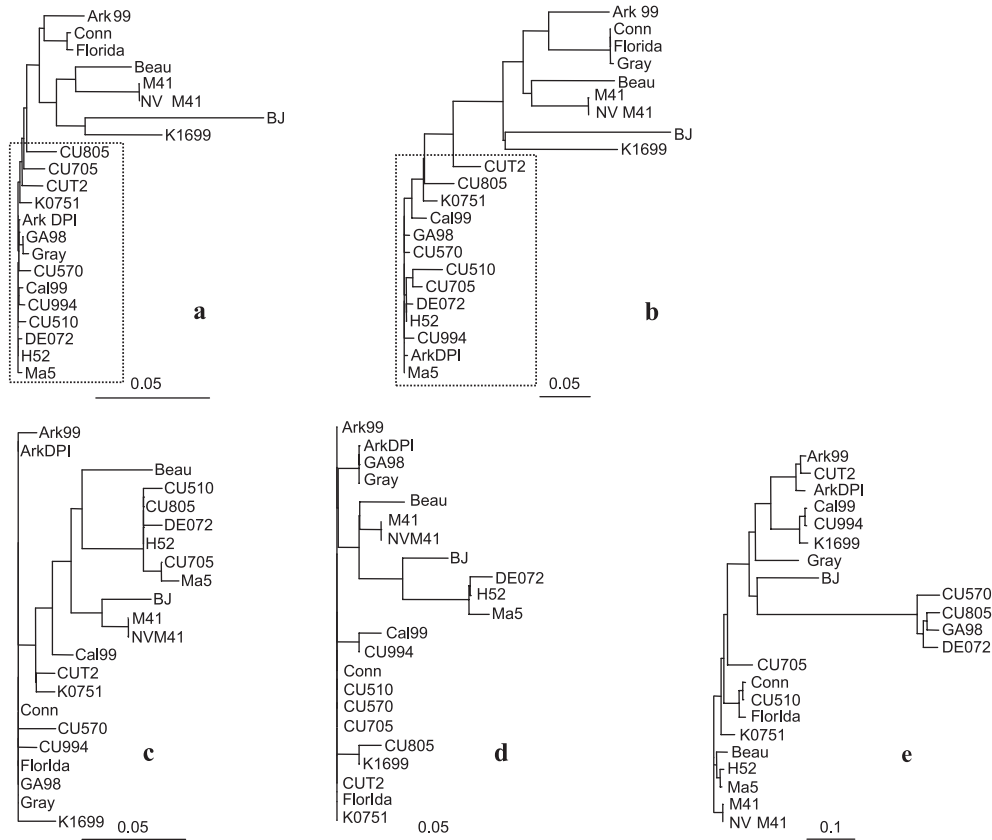 Ark 99
Conn
Florida
Beau
M41
NV M41
BJ
K1699
CU805
CU705
CUT2
K0751
Ark DPI
GA98
Gray
CU570
Cal99
CU994
CU510
DE072
H52
Ma5
a
0.05
Ark99
Conn
Florida
Gray
Beau
M41
NV M41
BJ
K1699
CUT2
CU805
K0751
Cal99
GA98
CU570
CU510
CU705
DE072
H52
CU994
ArkDPI
Ma5
b
0.05
Ark99
ArkDPI
Beau
CU510
CU805
DE072
H52
CU705
Ma5
BJ
M41
NVM41
Cal99
CUT2
K0751
Conn
CU570
CU994
FlorIda
GA98
Gray
K1699
c
0.05
Ark99
ArkDPI
GA98
Gray
Beau
M41
NVM41
BJ
DE072
H52
Ma5
Cal99
CU994
Conn
CU510
CU570
CU705
CU805
K1699
CUT2
FlorIda
K0751
d
0.05
Ark99
CUT2
ArkDPI
Cal99
CU994
K1699
Gray
BJ
CU570
CU805
GA98
DE072
CU705
Conn
CU510
FlorIda
K0751
Beau
H52
Ma5
M41
NV M41
e
0.1